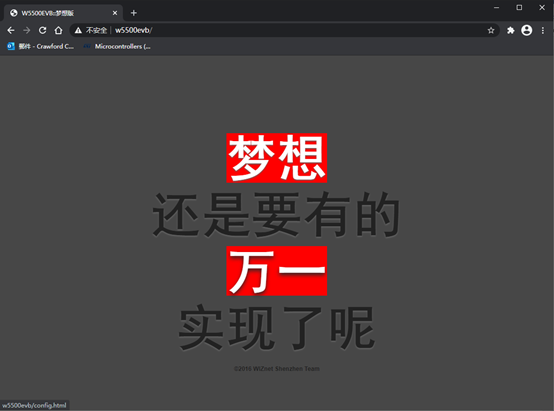 W5500EVB::梦想版
不安全 w5500evb/
邮件 - Crawford C...
Microcontrollers (...
梦想
还是要有的
万一
实现了呢
©2016 WIZnet Shenzhen Team
w5500evb/config.html